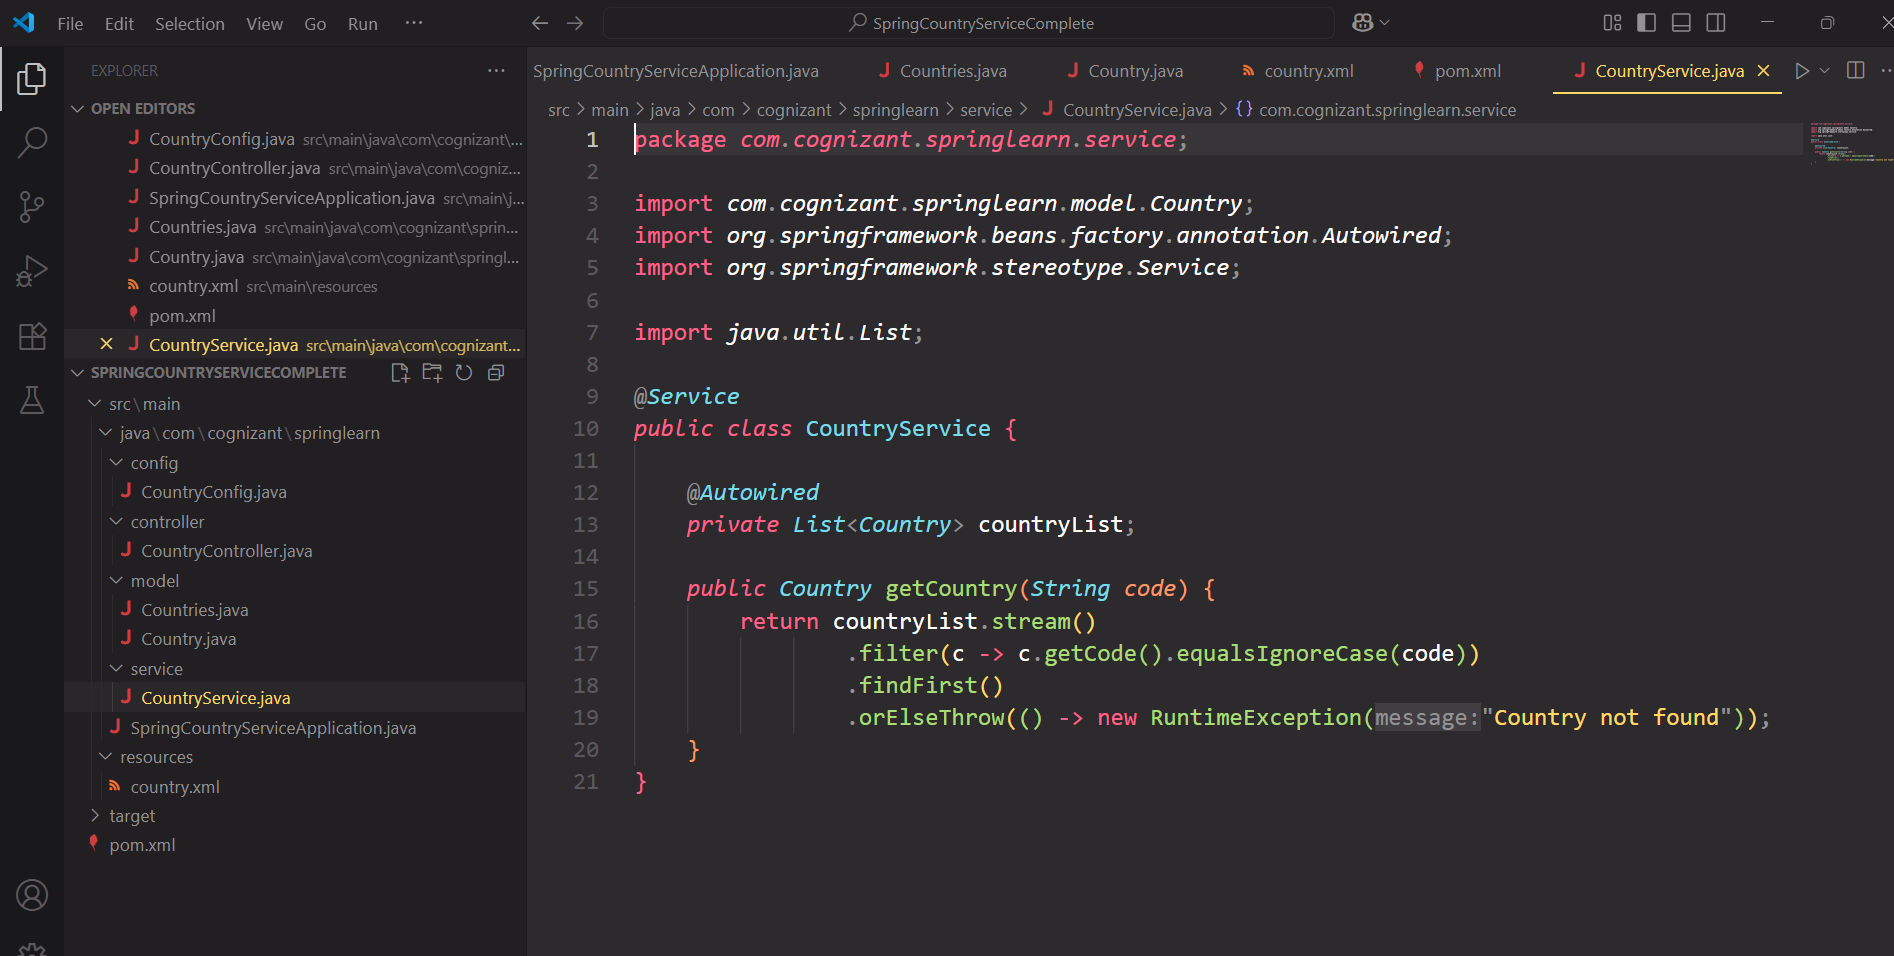 File Edit Selection View Go Run ··· SpringCountryServiceComplete
EXPLORER ···
OPEN EDITORS
CountryConfig.java src\main\java\com\cognizant\...
CountryController.java src\main\java\com\cogniz...
SpringCountryServiceApplication.java src\main\j...
Countries.java src\main\java\com\cognizant\sprin...
Country.java src\main\java\com\cognizant\springl...
country.xml src\main\resources
pom.xml
CountryService.java src\main\java\com\cognizant...
SPRINGCOUNTRYSERVICECOMPLETE
src\main
java\com\cognizant\springlearn
config
CountryConfig.java
controller
CountryController.java
model
Countries.java
Country.java
service
CountryService.java
SpringCountryServiceApplication.java
resources
country.xml
target
pom.xml
SpringCountryServiceApplication.java Countries.java Country.java country.xml pom.xml CountryService.java
src > main > java > com > cognizant > springlearn > service > CountryService.java > {} com.cognizant.springlearn.service
1 package com.cognizant.springlearn.service;
2
3 import com.cognizant.springlearn.model.Country;
4 import org.springframework.beans.factory.annotation.Autowired;
5 import org.springframework.stereotype.Service;
6
7 import java.util.List;
8
9 @Service
10 public class CountryService {
11
12 @Autowired
13 private List<Country> countryList;
14
15 public Country getCountry(String code) {
16 return countryList.stream()
17 .filter(c -> c.getCode().equalsIgnoreCase(code))
18 .findFirst()
19 .orElseThrow(() -> new RuntimeException(message:"Country not found"));
20 }
21 }